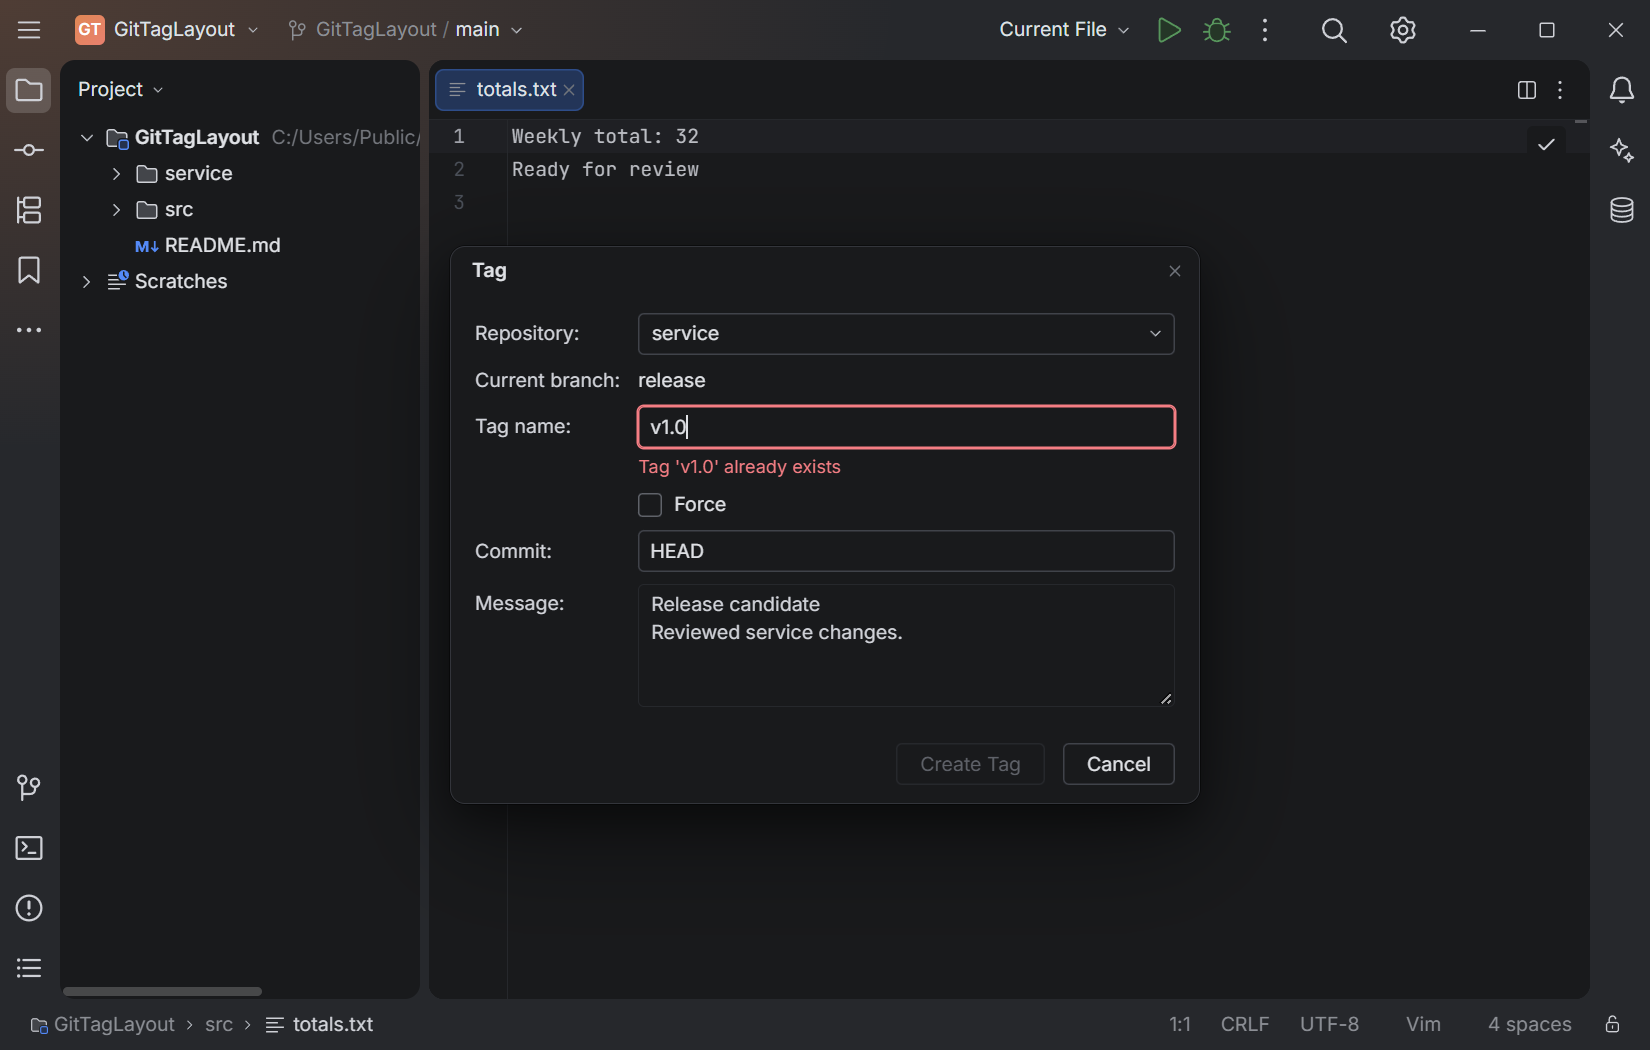 GT GitTagLayout GitTagLayout / main Current File
Project
totals.txt
GitTagLayout C:/Users/Public/
service
src
M↓ README.md
Scratches
1 Weekly total: 32
2 Ready for review
3
Tag
Repository: service
Current branch: release
Tag name: v1.0
Tag 'v1.0' already exists
Force
Commit: HEAD
Message: Release candidate
Reviewed service changes.
Create Tag Cancel
GitTagLayout › src › totals.txt 1:1 CRLF UTF-8 Vim 4 spaces